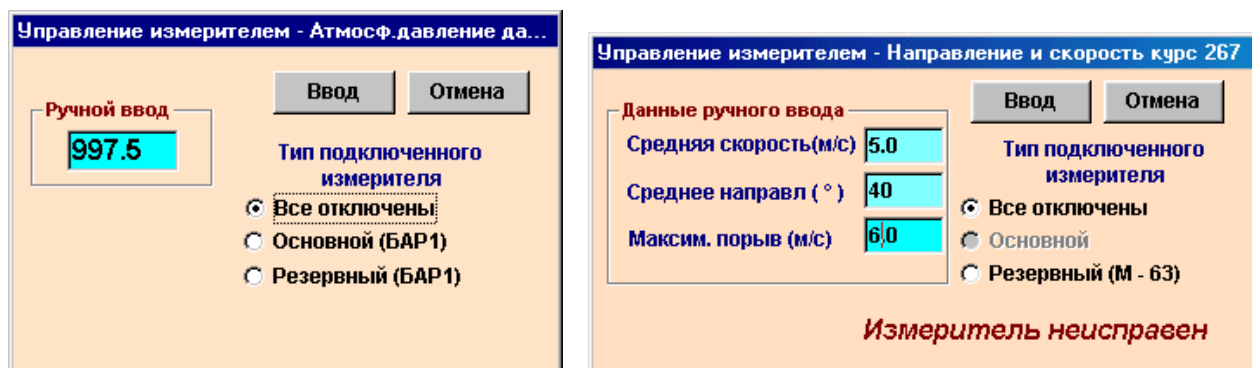 Управление измерителем - Атмосф.давление да...
Ввод
Отмена
Ручной ввод
997.5
Тип подключенного
измерителя
Все отключены
Основной (БАР1)
Резервный (БАР1)
Управление измерителем - Направление и скорость курс 267
Ввод
Отмена
Данные ручного ввода
Средняя скорость(м/с) 5.0
Среднее направл ( ° ) 40
Максим. порыв (м/с) 6.0
Тип подключенного
измерителя
Все отключены
Основной
Резервный (М - 63)
Измеритель неисправен